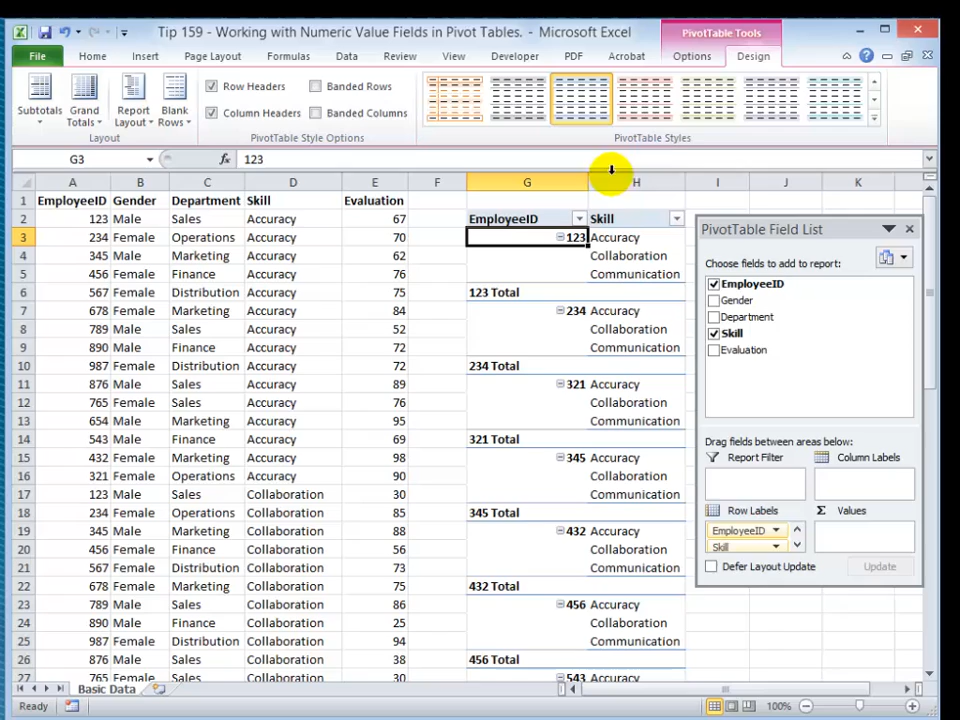 Tip 159 - Working with Numeric Value Fields in Pivot Tables. - Microsoft Excel
PivotTable Tools
File Home Insert Page Layout Formulas Data Review View Developer PDF Acrobat Options Design
Subtotals Grand Totals Report Layout Blank Rows
Row Headers Banded Rows
Column Headers Banded Columns
Layout PivotTable Style Options PivotTable Styles
G3 fx 123
A B C D E F G H I J K
1 EmployeeID Gender Department Skill Evaluation
2 123 Male Sales Accuracy 67 EmployeeID Skill
3 234 Female Operations Accuracy 70 123 Accuracy
4 345 Male Marketing Accuracy 62 Collaboration
5 456 Female Finance Accuracy 76 Communication
6 567 Female Distribution Accuracy 75 123 Total
7 678 Female Marketing Accuracy 84 234 Accuracy
8 789 Male Sales Accuracy 52 Collaboration
9 890 Male Finance Accuracy 72 Communication
10 987 Female Distribution Accuracy 72 234 Total
11 876 Male Sales Accuracy 89 321 Accuracy
12 765 Female Sales Accuracy 76 Collaboration
13 654 Male Marketing Accuracy 95 Communication
14 543 Male Finance Accuracy 69 321 Total
15 432 Male Marketing Accuracy 98 345 Accuracy
16 321 Female Operations Accuracy 90 Collaboration
17 123 Male Sales Collaboration 30 Communication
18 234 Female Operations Collaboration 85 345 Total
19 345 Male Marketing Collaboration 88 432 Accuracy
20 456 Female Finance Collaboration 56 Collaboration
21 567 Female Distribution Collaboration 73 Communication
22 678 Female Marketing Collaboration 75 432 Total
23 789 Male Sales Collaboration 86 456 Accuracy
24 890 Male Finance Collaboration 25 Collaboration
25 987 Female Distribution Collaboration 94 Communication
26 876 Male Sales Collaboration 38 456 Total
27 765 Female Sales Collaboration 30 543 Accuracy
PivotTable Field List
Choose fields to add to report:
EmployeeID
Gender
Department
Skill
Evaluation
Drag fields between areas below:
Report Filter Column Labels
Row Labels Σ Values
EmployeeID
Skill
Defer Layout Update Update
Basic Data
Ready 100%